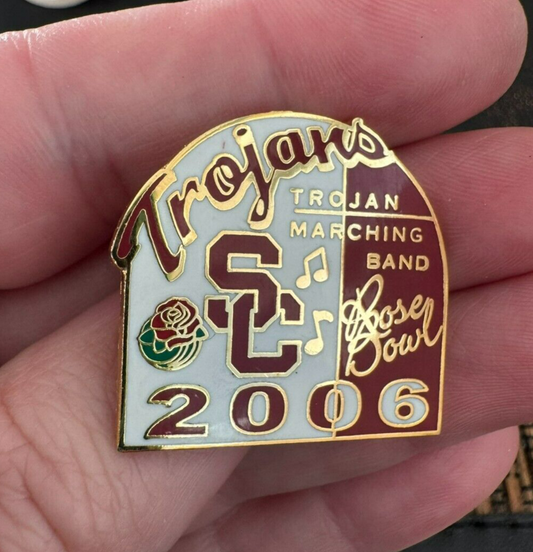 Trojans
TROJAN
MARCHING
BAND
SC
Rose
Bowl
2006